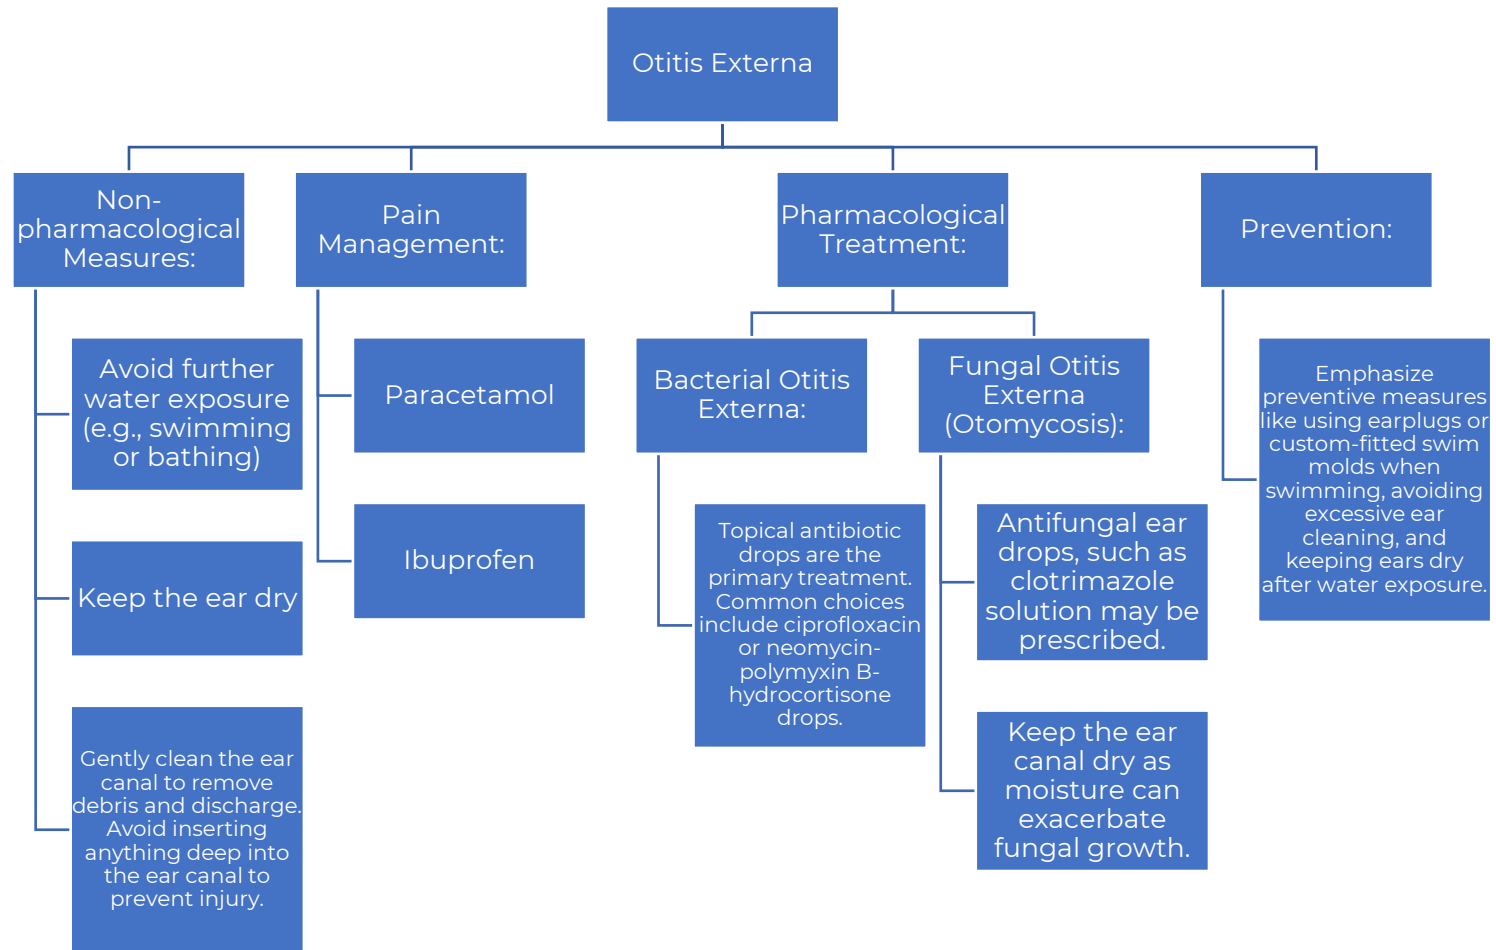 Otitis Externa
Non-
pharmacological
Measures:
Avoid further
water exposure
(e.g., swimming
or bathing)
Keep the ear dry
Gently clean the ear
canal to remove
debris and discharge.
Avoid inserting
anything deep into
the ear canal to
prevent injury.
Pain
Management:
Paracetamol
Ibuprofen
Pharmacological
Treatment:
Bacterial Otitis
Externa:
Topical antibiotic
drops are the
primary treatment.
Common choices
include ciprofloxacin
or neomycin-
polymyxin B-
hydrocortisone
drops.
Fungal Otitis
Externa
(Otomycosis):
Antifungal ear
drops, such as
clotrimazole
solution may be
prescribed.
Keep the ear
canal dry as
moisture can
exacerbate
fungal growth.
Prevention:
Emphasize
preventive measures
like using earplugs or
custom-fitted swim
molds when
swimming, avoiding
excessive ear
cleaning, and
keeping ears dry
after water exposure.